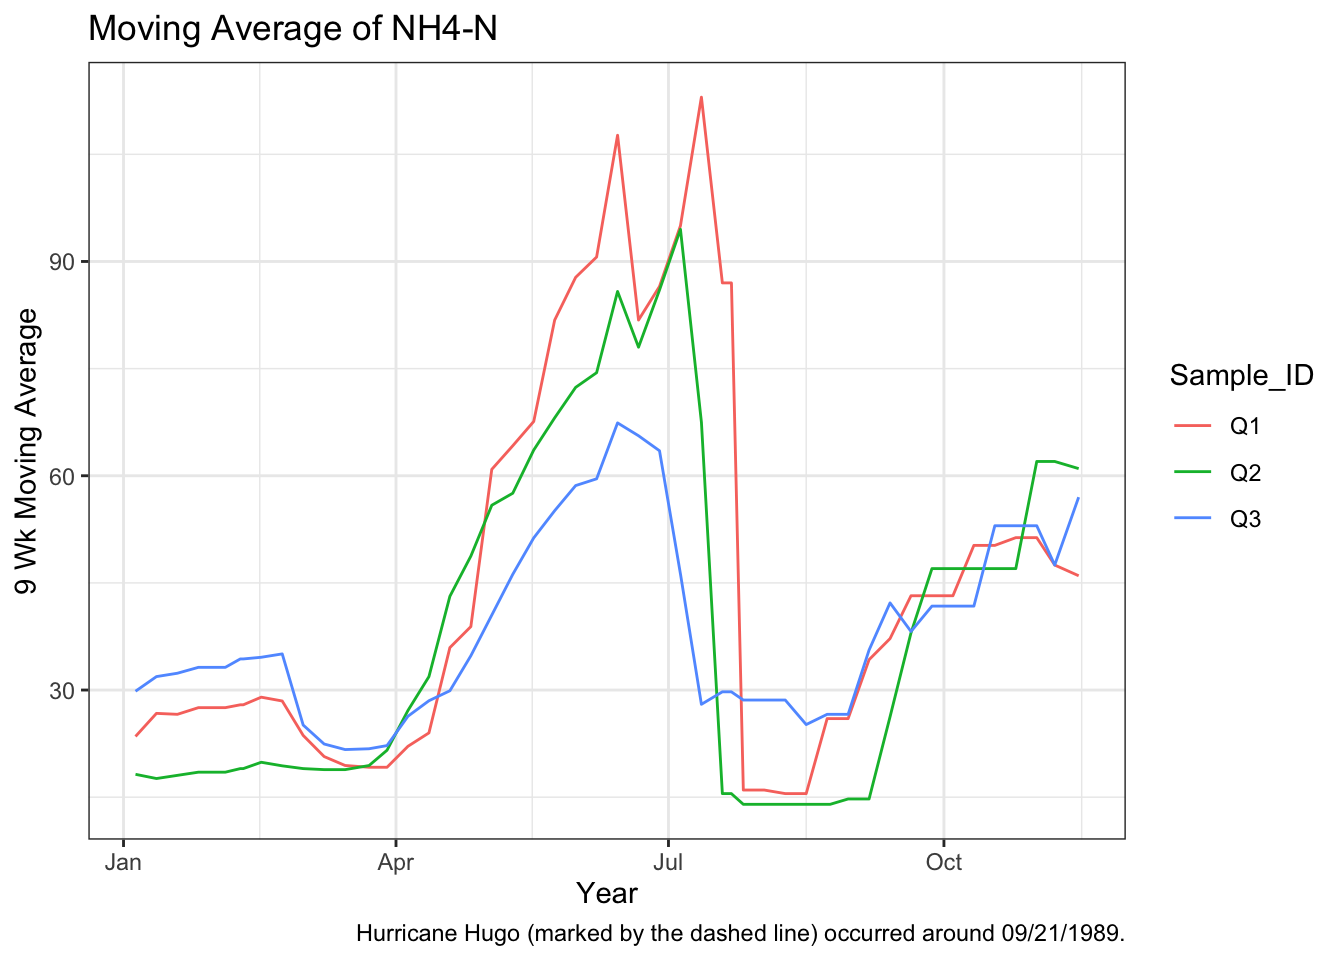 Moving Average of NH4-N
9 Wk Moving Average
90
60
30
Jan Apr Jul Oct
Year
Sample_ID
Q1
Q2
Q3
Hurricane Hugo (marked by the dashed line) occurred around 09/21/1989.